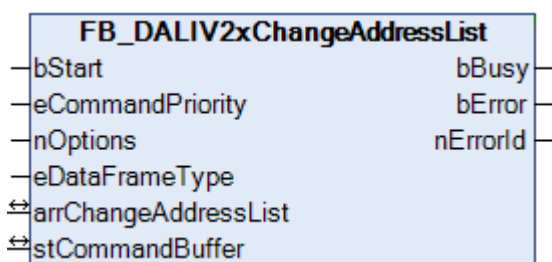 FB_DALIV2xChangeAddressList
bStart bBusy
eCommandPriority bError
nOptions nErrorId
eDataFrameType
arrChangeAddressList
stCommandBuffer